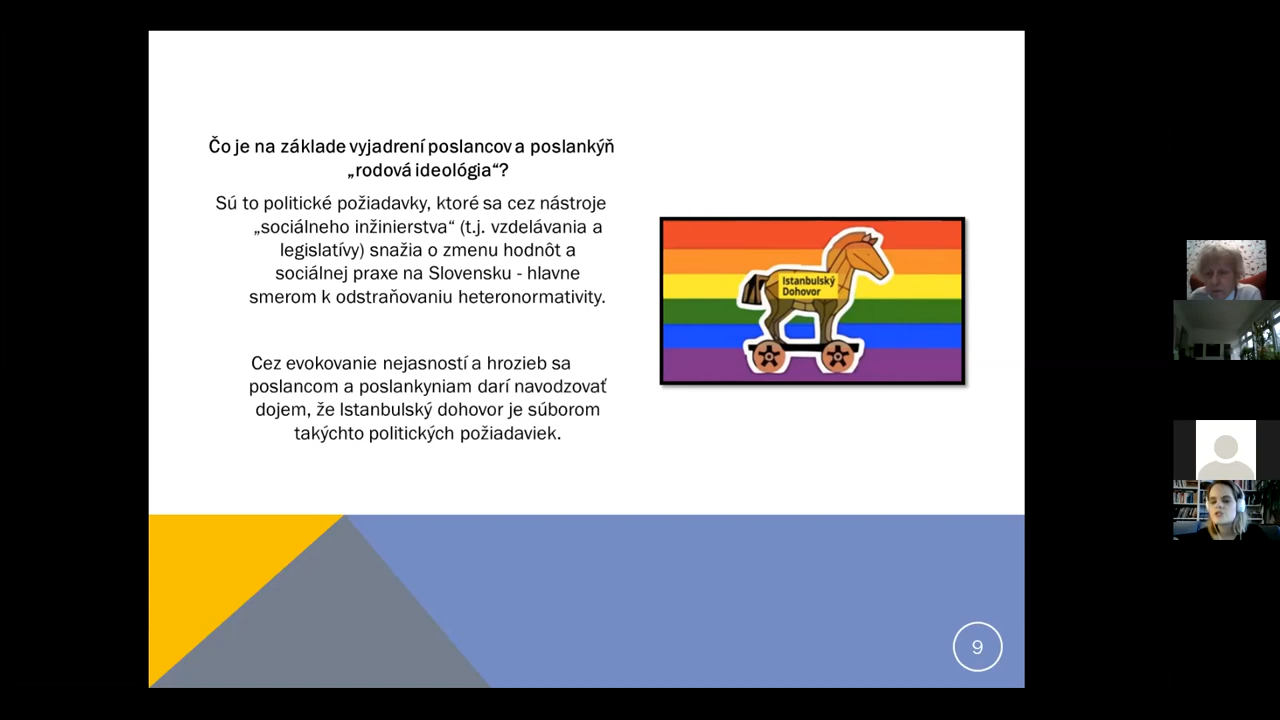 Čo je na základe vyjadrení poslancov a poslankýň
„rodová ideológia“?
Sú to politické požiadavky, ktoré sa cez nástroje
„sociálneho inžinierstva“ (t.j. vzdelávania a
legislatívy) snažia o zmenu hodnôt a
sociálnej praxe na Slovensku - hlavne
smerom k odstraňovaniu heteronormativity.
Cez evokovanie nejasností a hrozieb sa
poslancom a poslankyniam darí navodzovať
dojem, že Istanbulský dohovor je súborom
takýchto politických požiadaviek.
Istanbulský
Dohovor
9